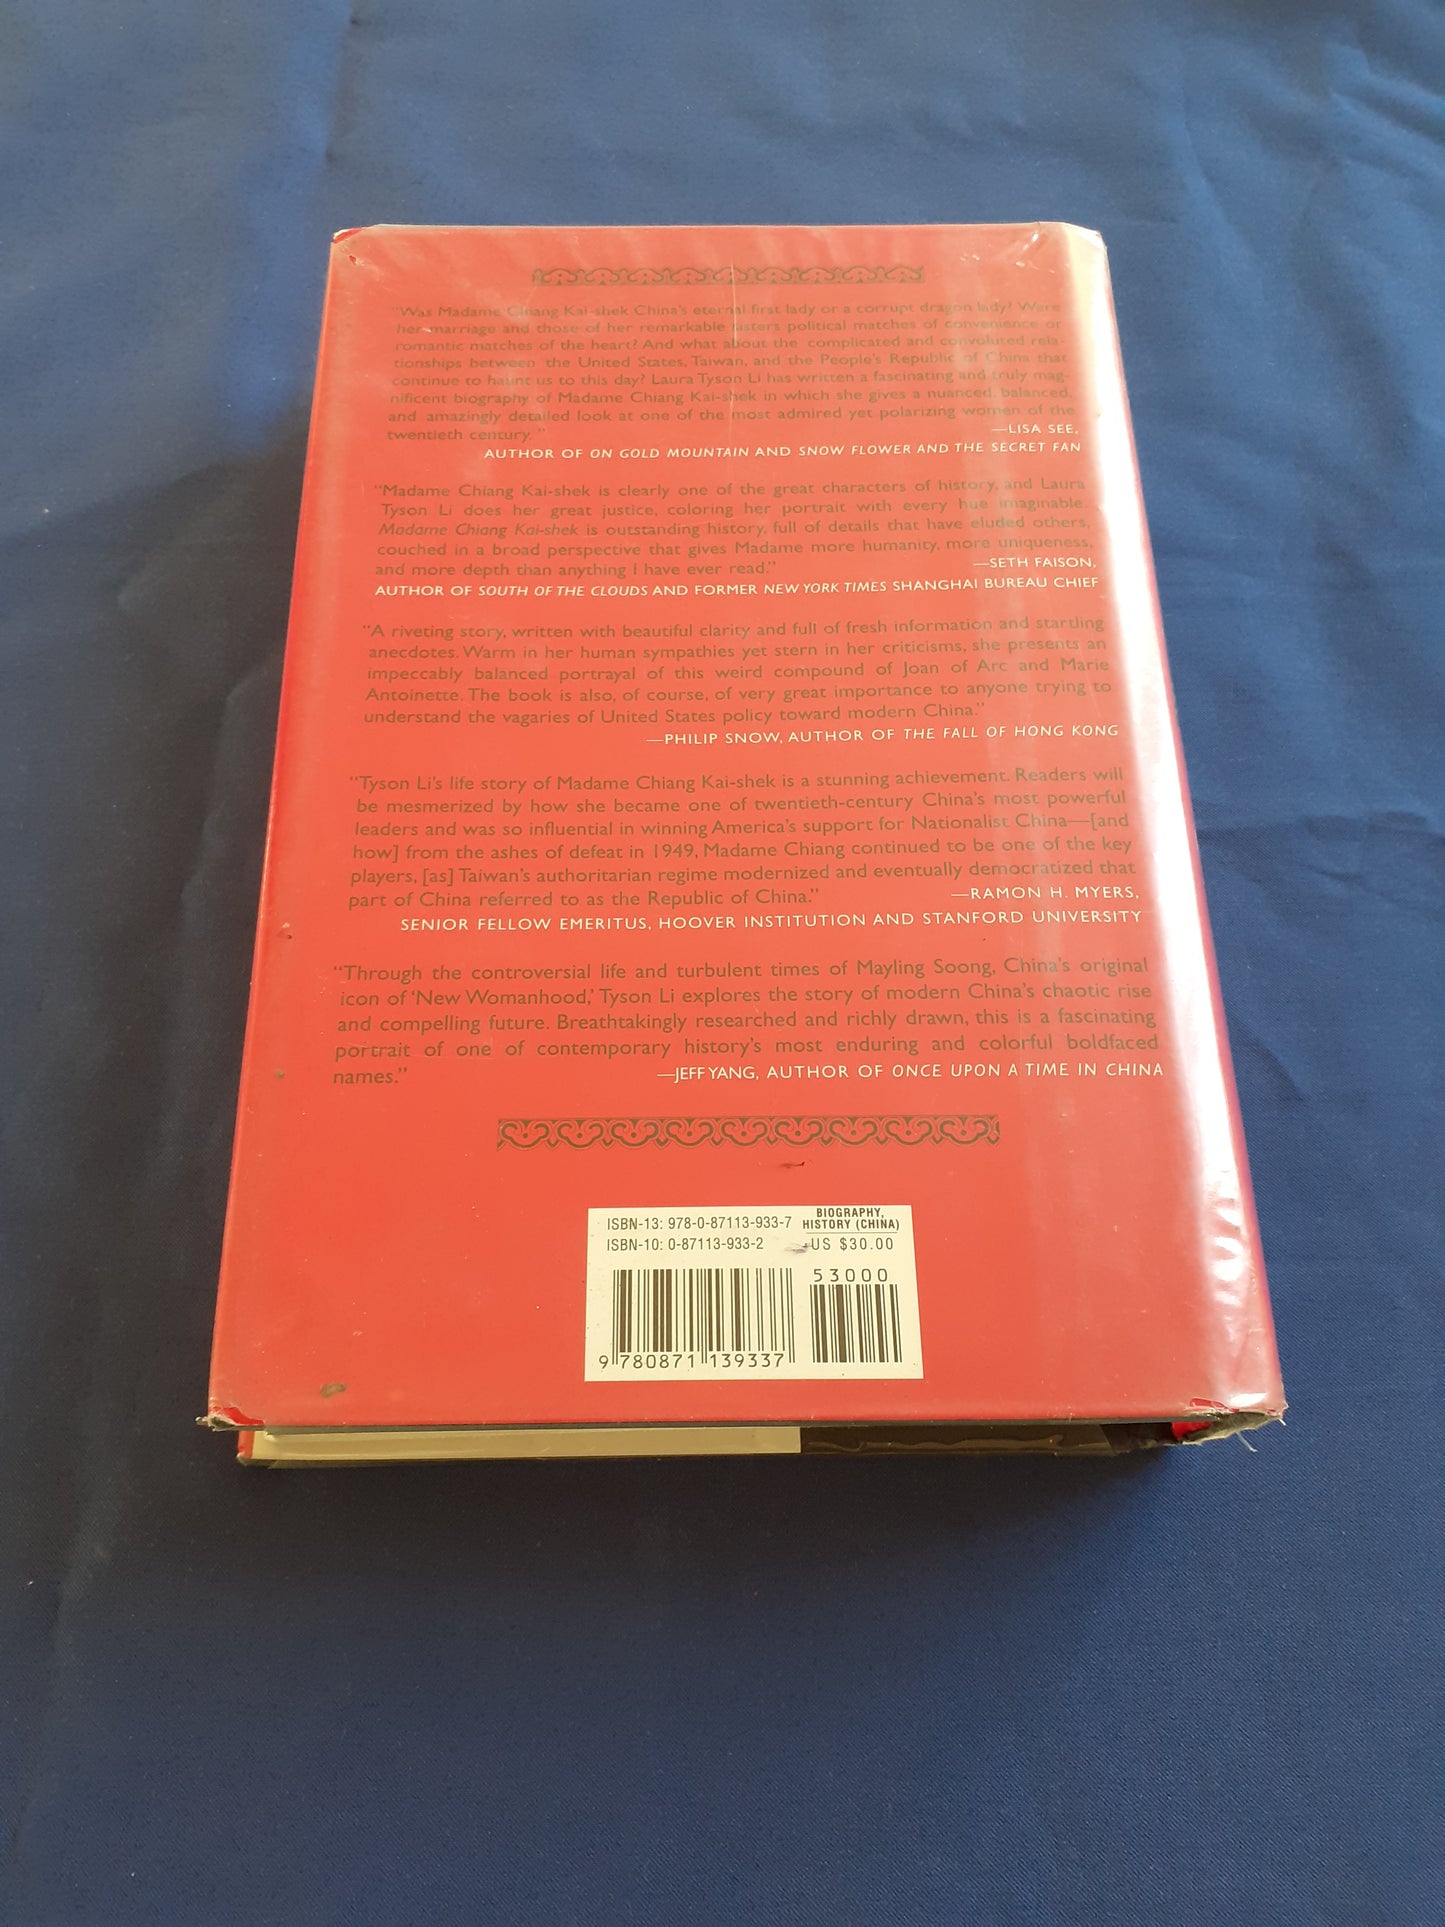 “Was Madame Chiang Kai-shek China’s eternal first lady or a corrupt dragon lady? Were
her marriage and those of her remarkable sisters political matches of convenience or
romantic matches of the heart? And what about the complicated and convoluted rela-
tionships between the United States, Taiwan, and the People’s Republic of China that
continue to haunt us to this day? Laura Tyson Li has written a fascinating and truly mag-
nificent biography of Madame Chiang Kai-shek in which she gives a nuanced, balanced,
and amazingly detailed look at one of the most admired yet polarizing women of the
twentieth century.” —LISA SEE,
AUTHOR OF ON GOLD MOUNTAIN AND SNOW FLOWER AND THE SECRET FAN
“Madame Chiang Kai-shek is clearly one of the great characters of history, and Laura
Tyson Li does her great justice, coloring her portrait with every hue imaginable.
Madame Chiang Kai-shek is outstanding history, full of details that have eluded others,
couched in a broad perspective that gives Madame more humanity, more uniqueness,
and more depth than anything I have ever read.” —SETH FAISON,
AUTHOR OF SOUTH OF THE CLOUDS AND FORMER NEW YORK TIMES SHANGHAI BUREAU CHIEF
“A riveting story, written with beautiful clarity and full of fresh information and startling
anecdotes. Warm in her human sympathies yet stern in her criticisms, she presents an
impeccably balanced portrayal of this weird compound of Joan of Arc and Marie
Antoinette. The book is also, of course, of very great importance to anyone trying to
understand the vagaries of United States policy toward modern China.”
—PHILIP SNOW, AUTHOR OF THE FALL OF HONG KONG
“Tyson Li’s life story of Madame Chiang Kai-shek is a stunning achievement. Readers will
be mesmerized by how she became one of twentieth-century China’s most powerful
leaders and was so influential in winning America’s support for Nationalist China—[and
how] from the ashes of defeat in 1949, Madame Chiang continued to be one of the key
players, [as] Taiwan’s authoritarian regime modernized and eventually democratized that
part of China referred to as the Republic of China.” —RAMON H. MYERS,
SENIOR FELLOW EMERITUS, HOOVER INSTITUTION AND STANFORD UNIVERSITY
“Through the controversial life and turbulent times of Mayling Soong, China’s original
icon of ‘New Womanhood,’ Tyson Li explores the story of modern China’s chaotic rise
and compelling future. Breathtakingly researched and richly drawn, this is a fascinating
portrait of one of contemporary history’s most enduring and colorful boldfaced
names.” —JEFF YANG, AUTHOR OF ONCE UPON A TIME IN CHINA
ISBN-13: 978-0-87113-933-7
ISBN-10: 0-87113-933-2
BIOGRAPHY,
HISTORY (CHINA)
US $30.00
53000
9 780871 139337